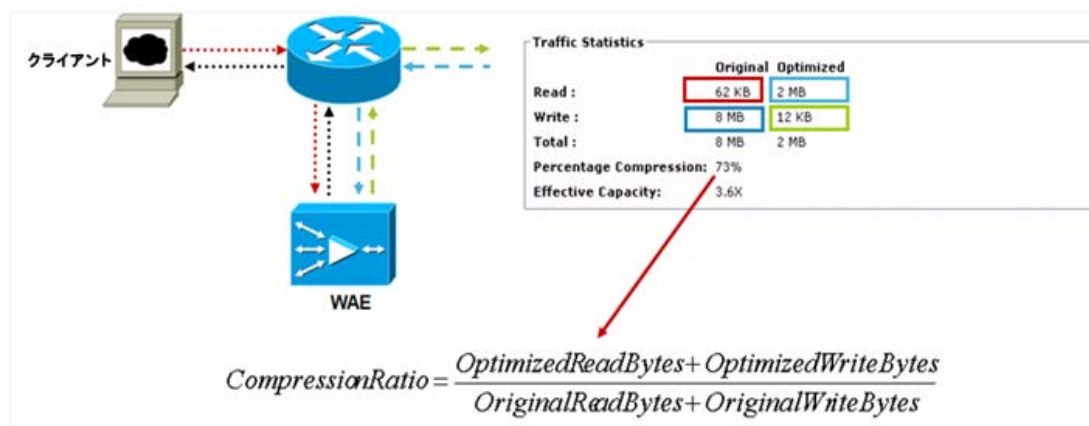 クライアント
WAE
Traffic Statistics
Original Optimized
Read : 62 KB 2 MB
Write : 8 MB 12 KB
Total : 8 MB 2 MB
Percentage Compression: 73%
Effective Capacity: 3.6X
CompressionRatio = OptimizedReadBytes + OptimizedWriteBytes
OriginalReadBytes + OriginalWriteBytes